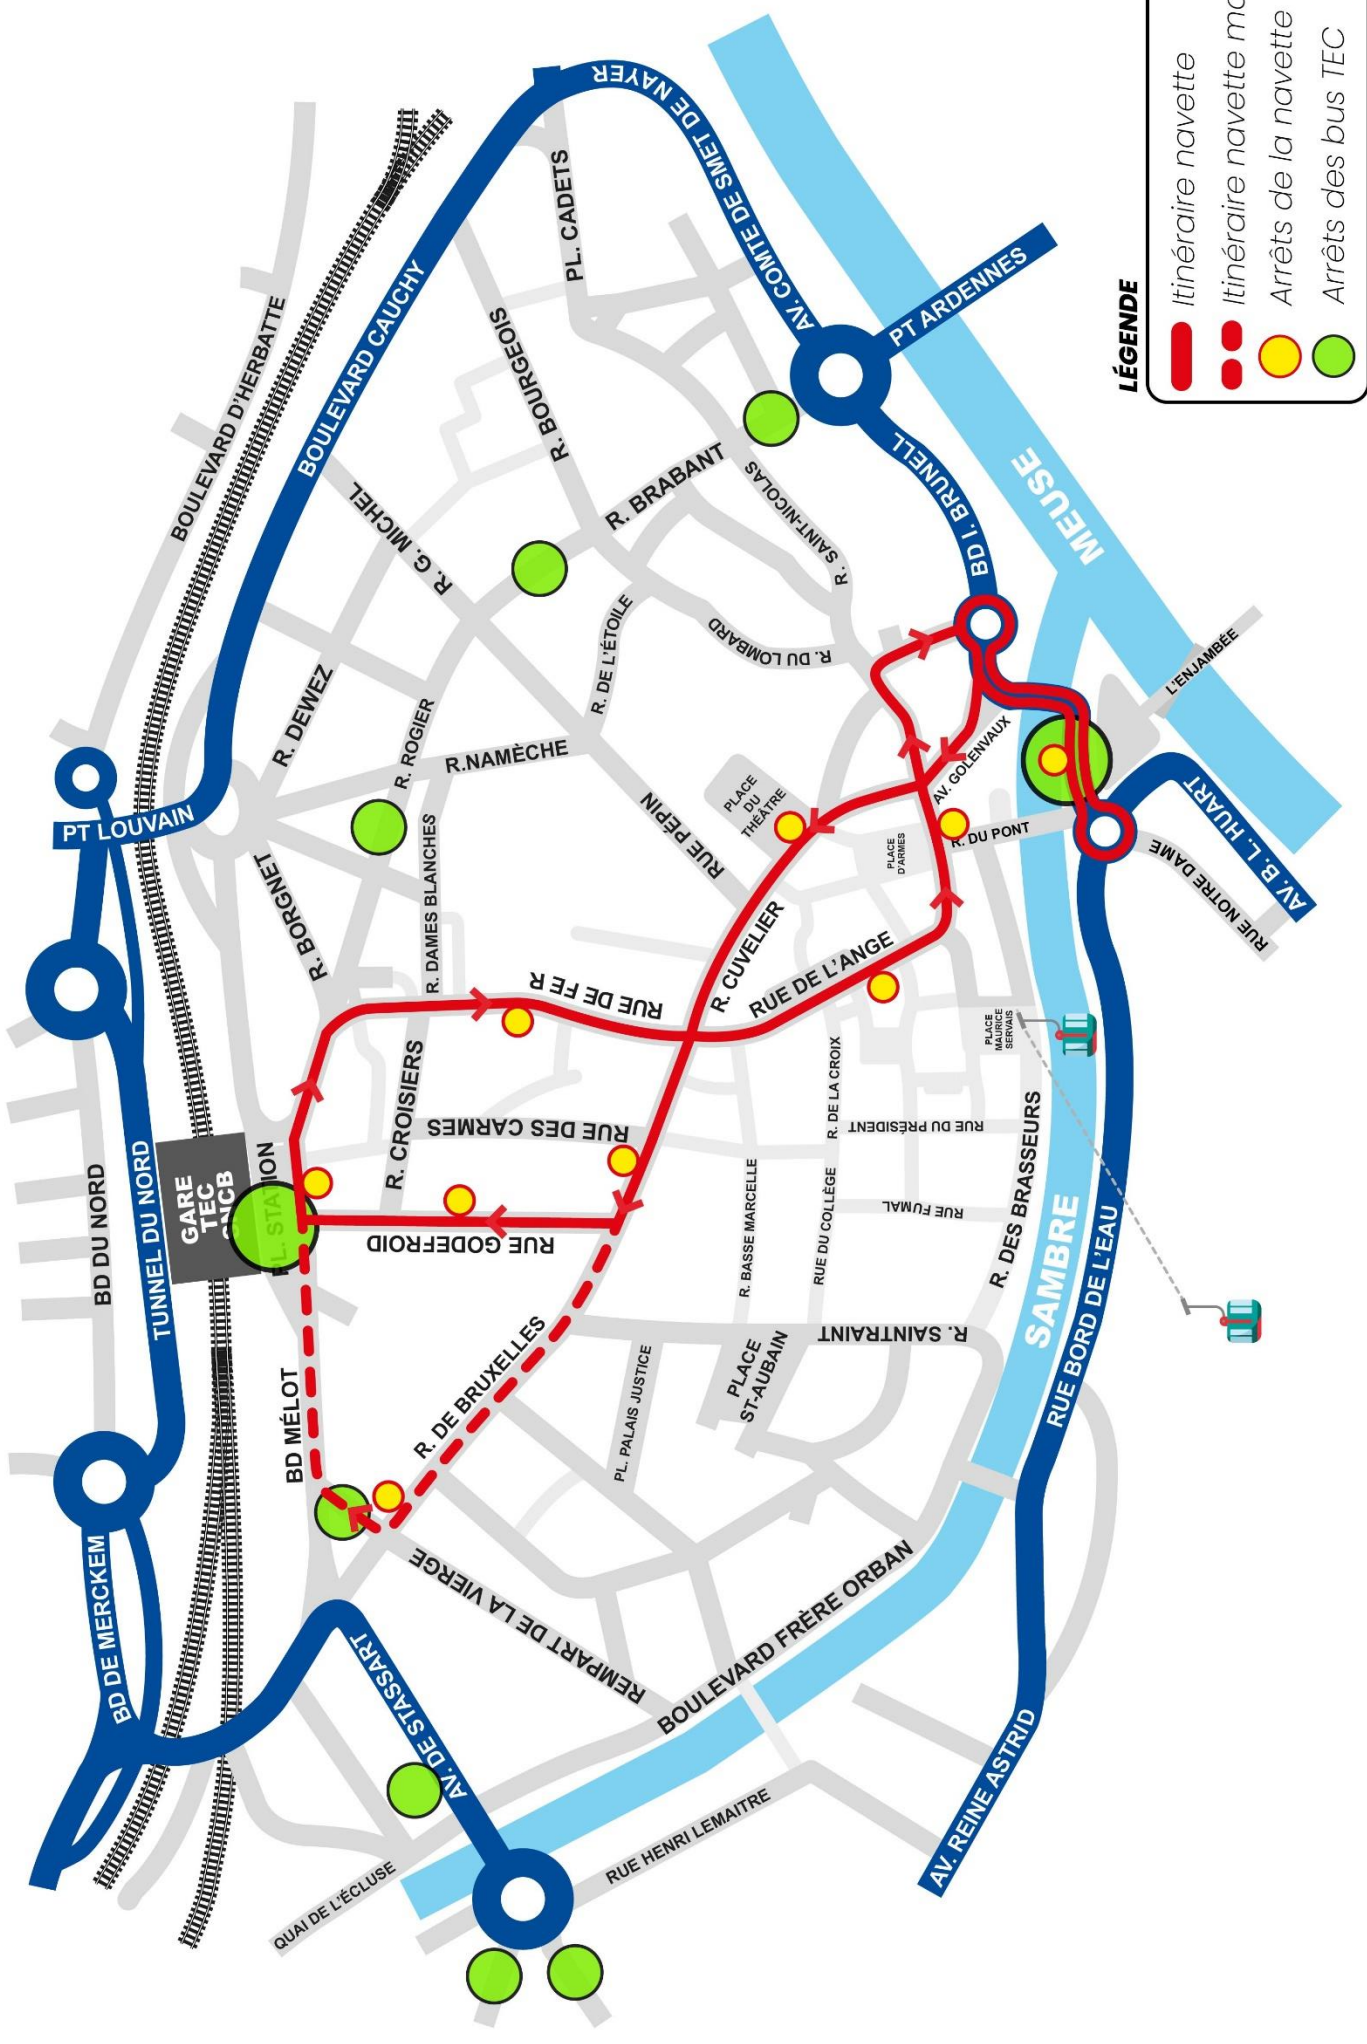 BOULEVARD D'HERBATTE
BOULEVARD CAUCHY
AV. COMTE DE SMET DE NAYER
PL. CADETS
R. BOURGEOIS
R. BRABANT
R. G. MICHEL
R. SAINT-NICOLAS
R. DU LOMBARD
R. DE L'ÉTOILE
R. DEWEZ
R. ROGIER
R.NAMÈCHE
RUE PÉPIN
PT LOUVAIN
R. BORGNET
R. DAMES BLANCHES
RUE DE FER
R. CUVELIER
RUE DE L'ANGE
PLACE
DU
THÉÂTRE
PLACE
D'ARMES
AV. GOLENVAUX
R. DU PONT
BD I. BRUNELL
PT ARDENNES
MEUSE
L'ENJAMBÉE
AV. B. L. HUART
RUE NOTRE DAME
BD DU NORD
TUNNEL DU NORD
GARE
TEC
SNCB
PL. STATION
R. CROISIERS
RUE DES CARMES
RUE GODEFROID
BD MÉLOT
R. DE BRUXELLES
R. DE LA CROIX
RUE DU PRÉSIDENT
PLACE
MAURICE
SERVAIS
R. BASSE MARCELLE
RUE DU COLLÈGE
RUE FUMAL
R. DES BRASSEURS
SAMBRE
RUE BORD DE L'EAU
R. SAINTRAINT
PLACE
ST-AUBAIN
PL. PALAIS JUSTICE
BD DE MERCKEM
AV. DE STASSART
REMPART DE LA VIERGE
BOULEVARD FRÈRE ORBAN
QUAI DE L'ÉCLUSE
RUE HENRI LEMAITRE
AV. REINE ASTRID
LÉGENDE
Itinéraire navette
Itinéraire navette
Arrêts de la navette
Arrêts des bus TEC